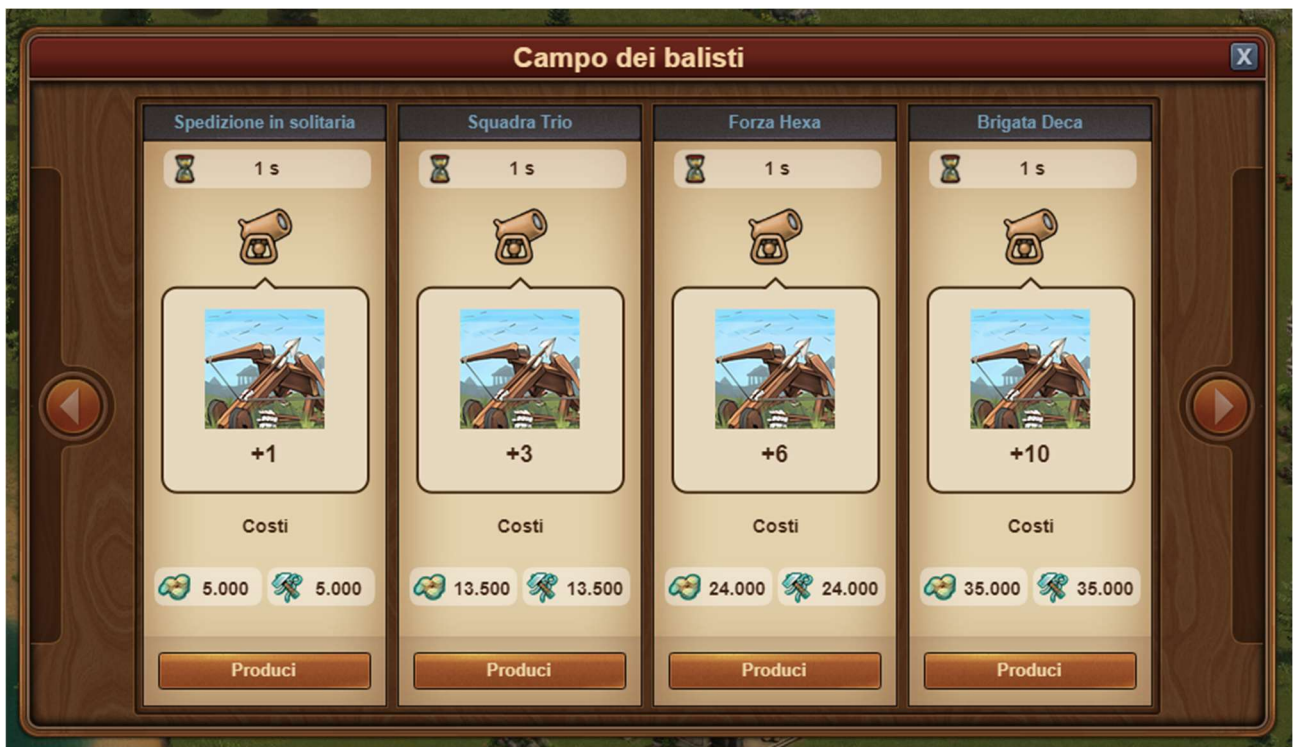 Campo dei balisti
X
Spedizione in solitaria
Squadra Trio
Forza Hexa
Brigata Deca
1 s
1 s
1 s
1 s
+1
+3
+6
+10
Costi
Costi
Costi
Costi
5.000 5.000
13.500 13.500
24.000 24.000
35.000 35.000
Produci
Produci
Produci
Produci